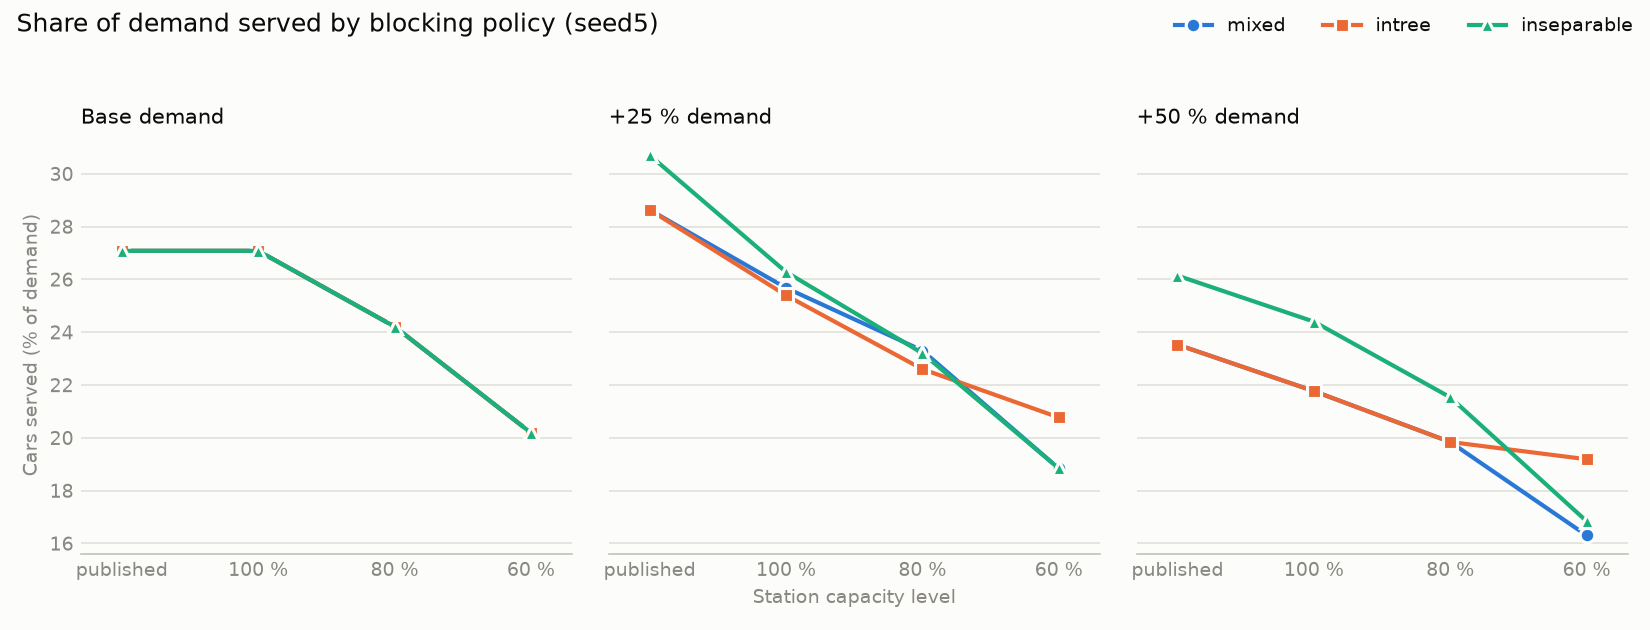 Share of demand served by blocking policy (seed5)
mixed
intree
inseparable
Base demand
+25 % demand
+50 % demand
Cars served (% of demand)
30
28
26
24
22
20
18
16
published
100 %
80 %
60 %
published
100 %
80 %
60 %
published
100 %
80 %
60 %
Station capacity level